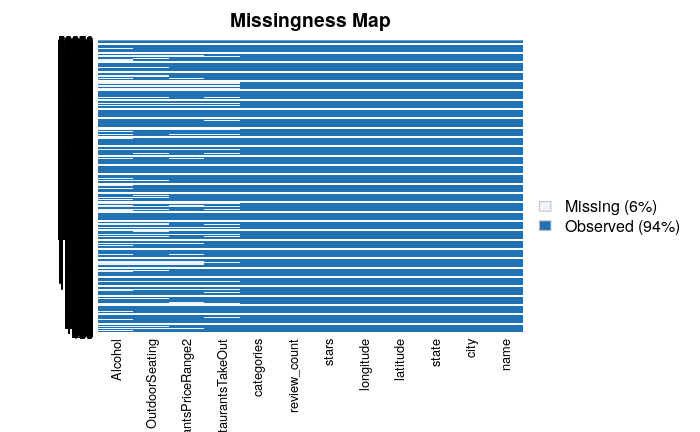 Missingness Map
Missing (6%)
Observed (94%)
Alcohol
OutdoorSeating
antsPriceRange2
taurantsTakeOut
categories
review_count
stars
longitude
latitude
state
city
name